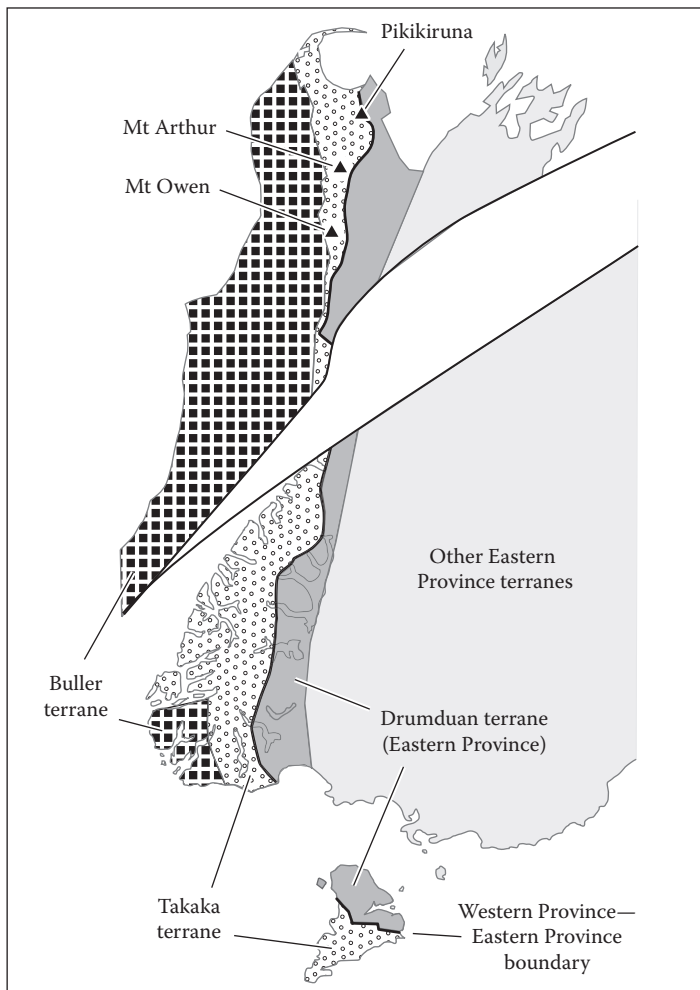 Pikikiruna
Mt Arthur
Mt Owen
Other Eastern
Province terranes
Buller
terrane
Drumduan terrane
(Eastern Province)
Takaka
terrane
Western Province—
Eastern Province
boundary